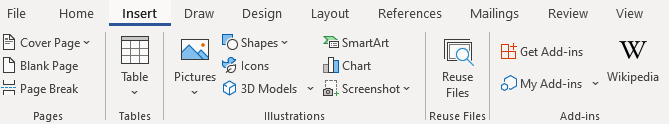 File Home Insert Draw Design Layout References Mailings Review View
Cover Page
Blank Page
Page Break
Pages
Table
Tables
Pictures
Shapes
Icons
3D Models
SmartArt
Chart
Screenshot
Illustrations
Reuse
Files
Reuse Files
Get Add-ins
My Add-ins
W
Wikipedia
Add-ins